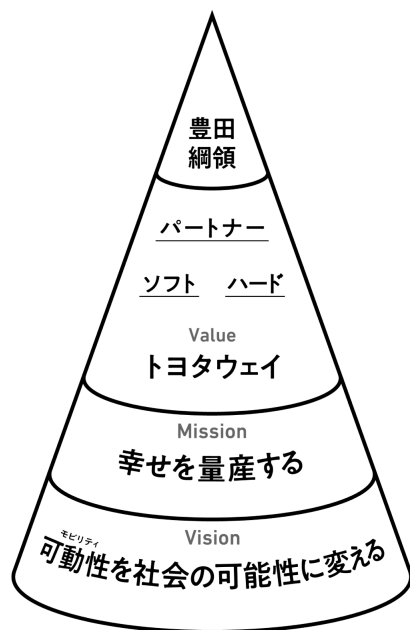 豊田
綱領
パートナー
ソフト ハード
Value
トヨタウェイ
Mission
幸せを量産する
Vision
モビリティ
可動性を社会の可能性に変える